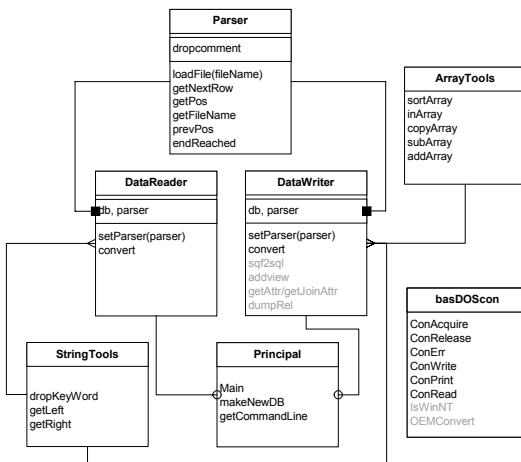 Parser
dropcomment
loadFile(fileName)
getNextRow
getPos
getFileName
prevPos
endReached
ArrayTools
sortArray
inArray
copyArray
subArray
addArray
DataReader
db, parser
setParser(parser)
convert
DataWriter
db, parser
setParser(parser)
convert
sqf2sql
addview
getAttr/getJoinAttr
dumpRel
basDOScon
ConAcquire
ConRelease
ConErr
ConWrite
ConPrint
ConRead
IsWinNT
OEMConvert
StringTools
dropKeyWord
getLeft
getRight
Principal
Main
makeNewDB
getCommandLine